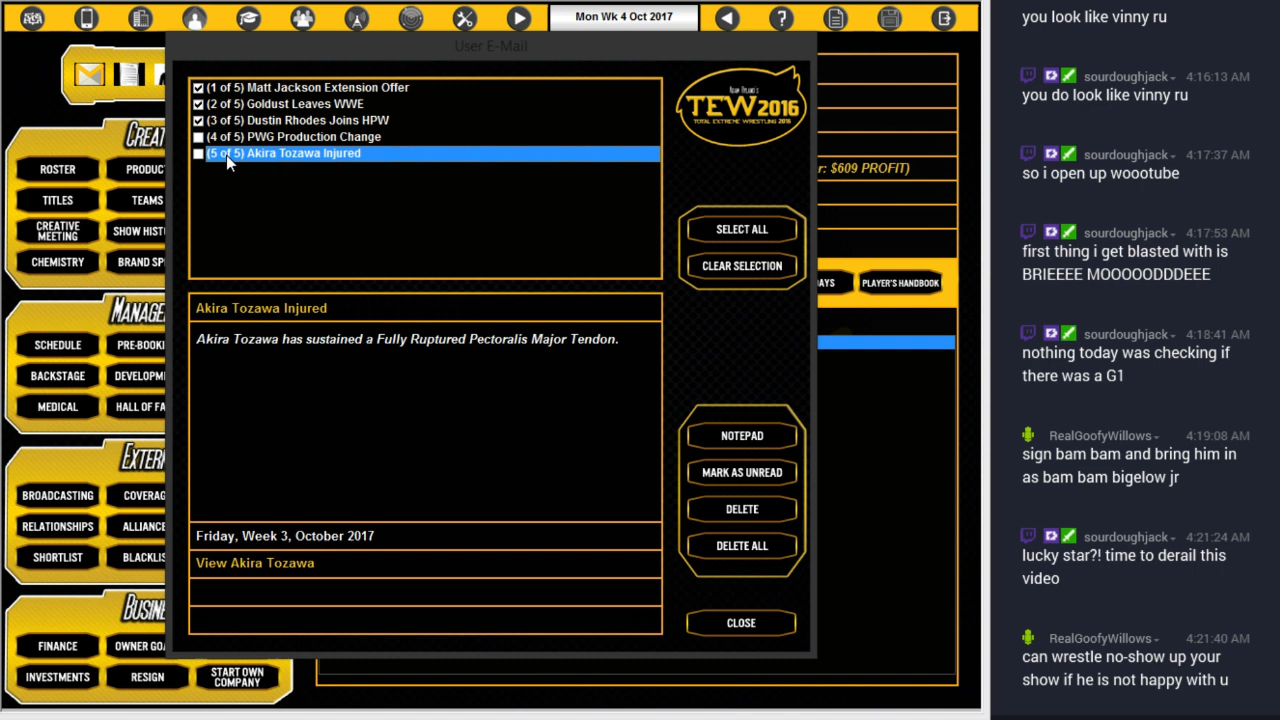 Mon Wk 4 Oct 2017
User E-Mail
(1 of 5) Matt Jackson Extension Offer
(2 of 5) Goldust Leaves WWE
(3 of 5) Dustin Rhodes Joins HPW
(4 of 5) PWG Production Change
(5 of 5) Akira Tozawa Injured
ADAM RYLAND'S
TEW2016
TOTAL EXTREME WRESTLING 2016
SELECT ALL
CLEAR SELECTION
Akira Tozawa Injured
Akira Tozawa has sustained a Fully Ruptured Pectoralis Major Tendon.
Friday, Week 3, October 2017
View Akira Tozawa
NOTEPAD
MARK AS UNREAD
DELETE
DELETE ALL
CLOSE
r: $609 PROFIT)
AYS
PLAYER'S HANDBOOK
CREAT
ROSTER
PRODUC
TITLES
TEAMS
CREATIVE MEETING
SHOW HIST
CHEMISTRY
BRAND SP
MANAGE
SCHEDULE
PRE-BOOKI
BACKSTAGE
DEVELOPM
MEDICAL
HALL OF FA
EXTER
BROADCASTING
COVERAG
RELATIONSHIPS
ALLIANC
SHORTLIST
BLACKLIS
BUSIN
FINANCE
OWNER GOA
INVESTMENTS
RESIGN
START OWN COMPANY
you look like vinny ru
sourdoughjack 4:16:13 AM
you do look like vinny ru
sourdoughjack 4:17:37 AM
so i open up woootube
sourdoughjack 4:17:53 AM
first thing i get blasted with is
BRIEEEE MOOOOODDDEEE
sourdoughjack 4:18:41 AM
nothing today was checking if
there was a G1
RealGoofyWillows 4:19:08 AM
sign bam bam and bring him in
as bam bam bigelow jr
sourdoughjack 4:21:24 AM
lucky star?! time to derail this
video
RealGoofyWillows 4:21:40 AM
can wrestle no-show up your
show if he is not happy with u